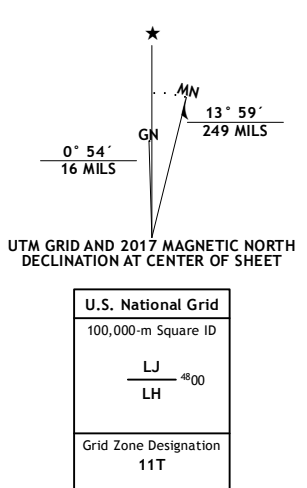 ★
MN
GN
13° 59´
249 MILS
0° 54´
16 MILS
UTM GRID AND 2017 MAGNETIC NORTH
DECLINATION AT CENTER OF SHEET
U.S. National Grid
100,000-m Square ID
LJ
4800
LH
Grid Zone Designation
11T